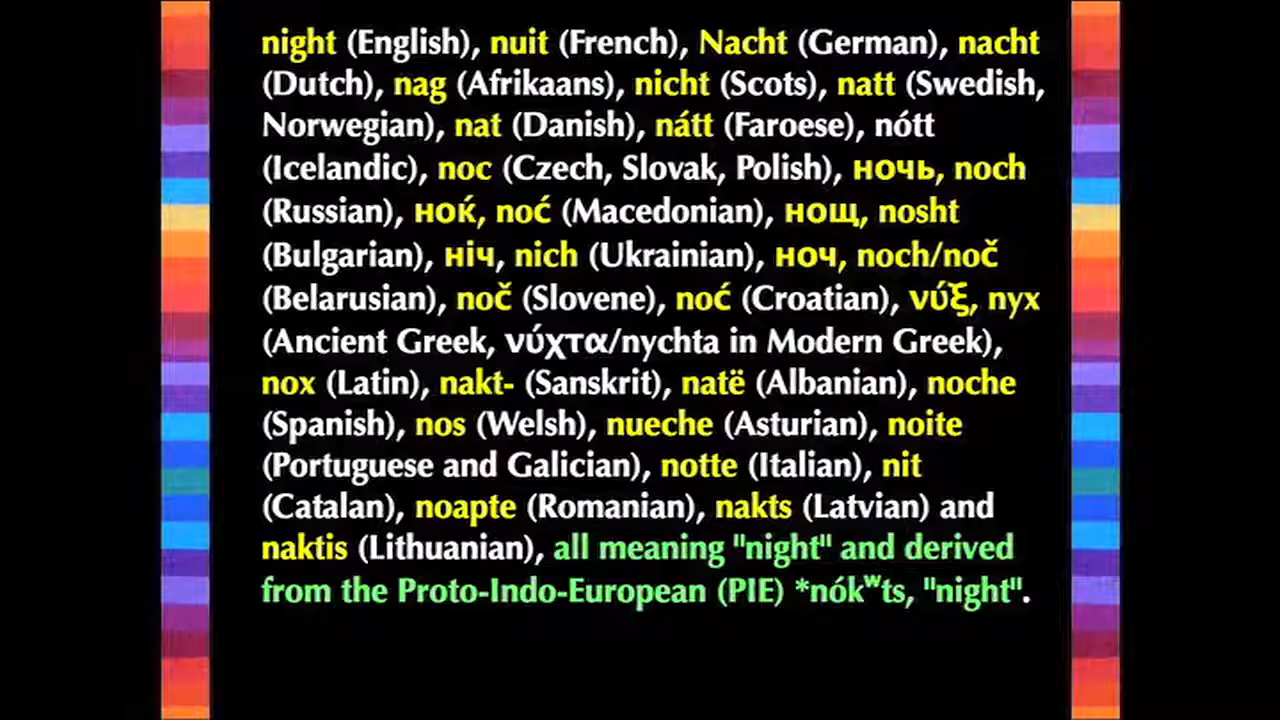 night (English), nuit (French), Nacht (German), nacht
(Dutch), nag (Afrikaans), nicht (Scots), natt (Swedish,
Norwegian), nat (Danish), nátt (Faroese), nótt
(Icelandic), noc (Czech, Slovak, Polish), ночь, noch
(Russian), ноќ, noć (Macedonian), нощ, nosht
(Bulgarian), ніч, nich (Ukrainian), ноч, noch/noč
(Belarusian), noč (Slovene), noć (Croatian), νύξ, nyx
(Ancient Greek, νύχτα/nychta in Modern Greek),
nox (Latin), nakt- (Sanskrit), natë (Albanian), noche
(Spanish), nos (Welsh), nueche (Asturian), noite
(Portuguese and Galician), notte (Italian), nit
(Catalan), noapte (Romanian), nakts (Latvian) and
naktis (Lithuanian), all meaning "night" and derived
from the Proto-Indo-European (PIE) *nókʷts, "night".